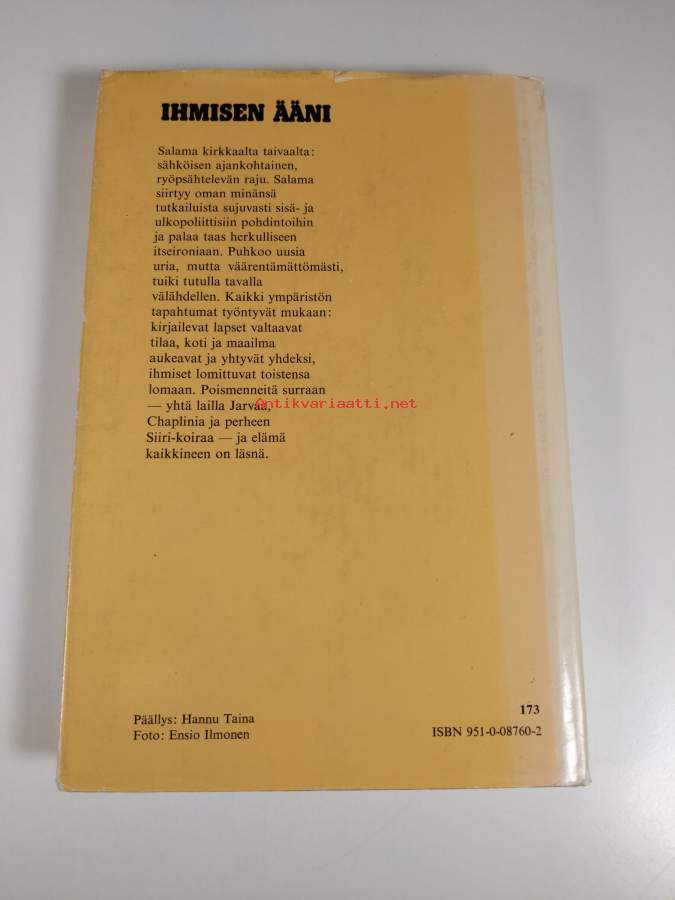 IHMISEN ÄÄNI
Salama kirkkaalta taivaalta:
sähköisen ajankohtainen,
ryöpsähtelevän raju. Salama
siirtyy oman minänsä
tutkailuista sujuvasti sisä- ja
ulkopoliittisiin pohdintoihin
ja palaa taas herkulliseen
itseironiaan. Puhkoo uusia
uria, mutta väärentämättömästi,
tuiki tutulla tavalla
välähdellen. Kaikki ympäristön
tapahtumat työntyvät mukaan:
kirjailevat lapset valtaavat
tilaa, koti ja maailma
aukeavat ja yhtyvät yhdeksi,
ihmiset lomittuvat toistensa
lomaan. Poismenneitä surraan
— yhtä lailla Jarvaa,
Chaplinia ja perheen
Siiri-koiraa — ja elämä
kaikkineen on läsnä.
Antikvariaatti.net
173
Päällys: Hannu Taina
ISBN 951-0-08760-2
Foto: Ensio Ilmonen